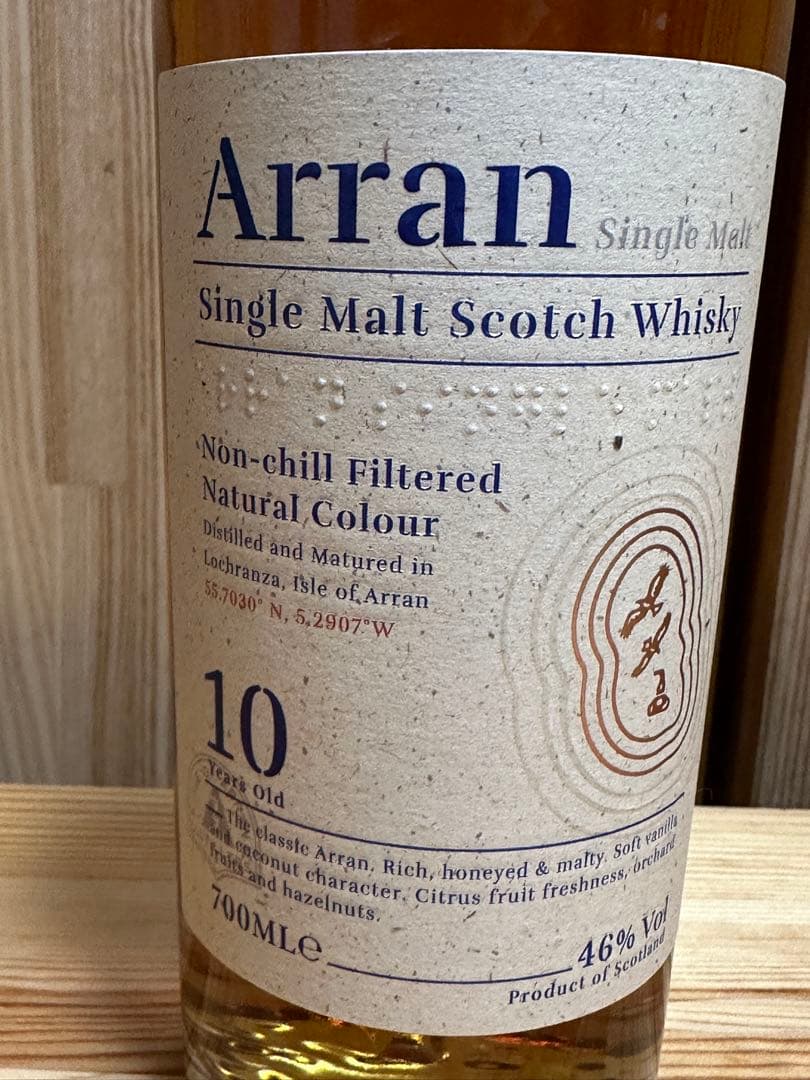 Arran Single Malt
Single Malt Scotch Whisky
Non-chill Filtered
Natural Colour
Distilled and Matured in
Lochranza, Isle of Arran
55.7030° N, 5.2907°W
10
Years Old
The classic Arran. Rich, honeyed & malty. Soft vanilla
and coconut character. Citrus fruit freshness, orchard
fruits and hazelnuts.
700MLe
46% Vol
Product of Scotland